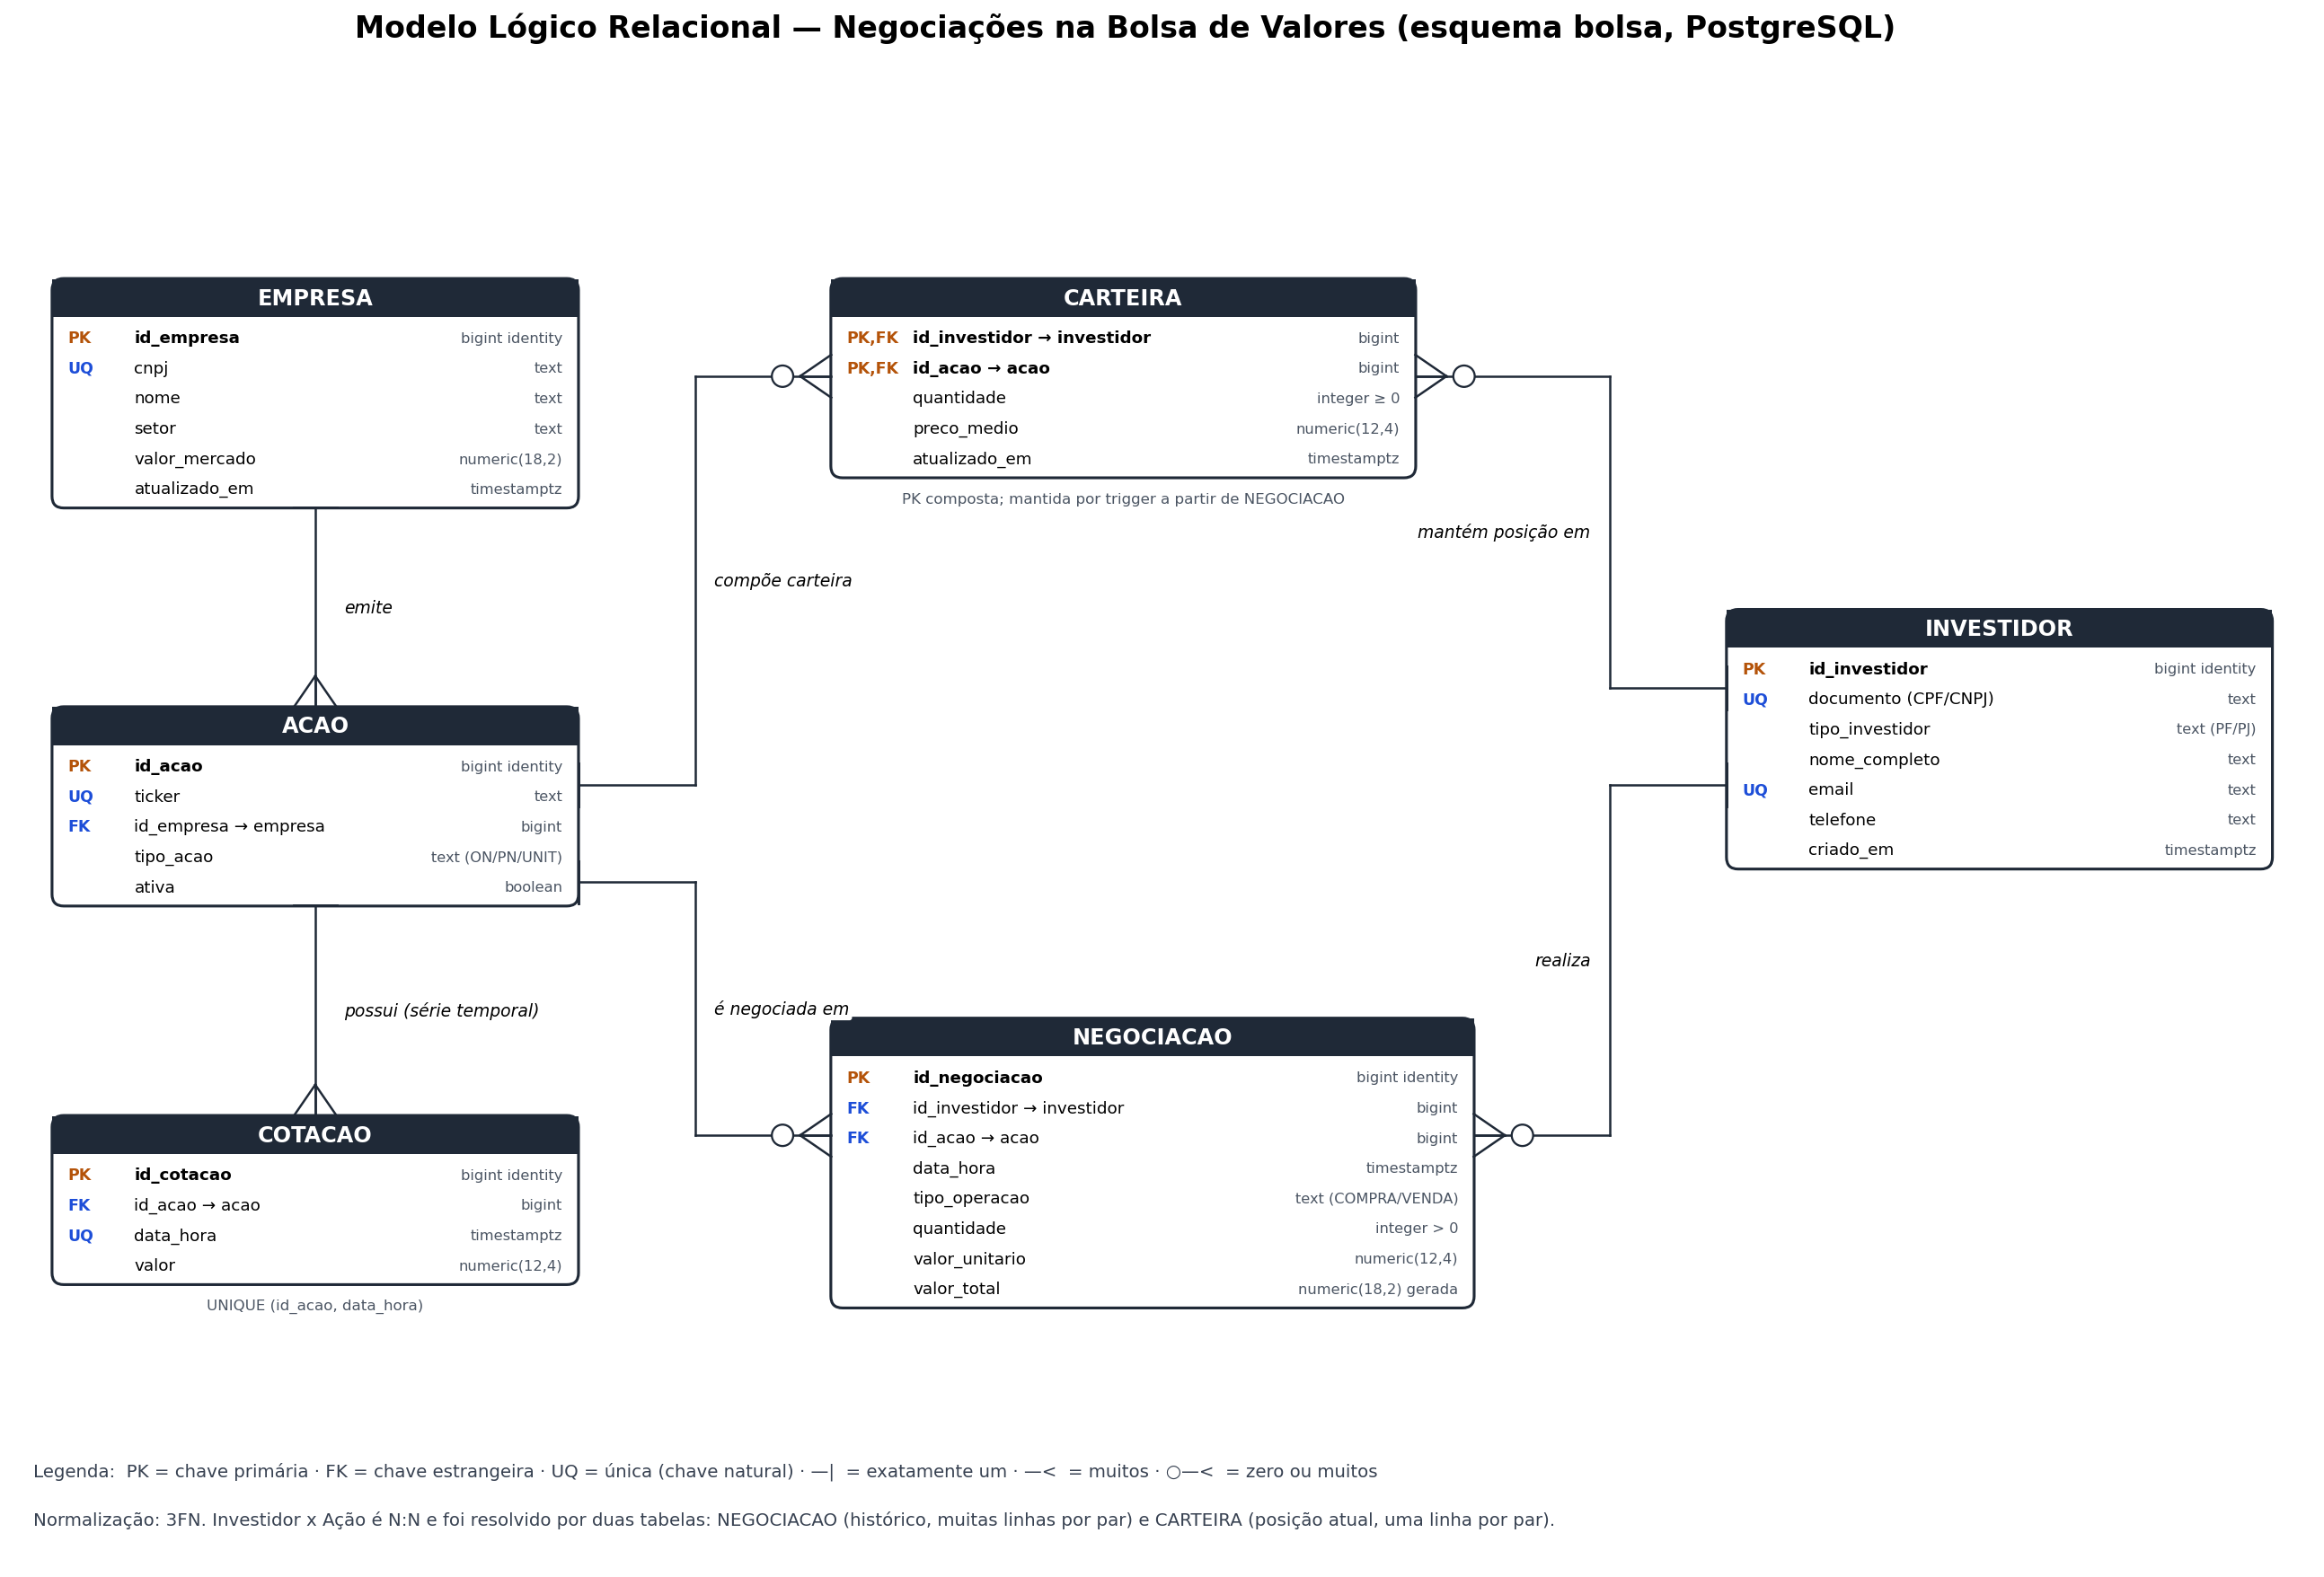 Modelo Lógico Relacional — Negociações na Bolsa de Valores (esquema bolsa, PostgreSQL)
EMPRESA
PK id_empresa bigint identity
UQ cnpj text
nome text
setor text
valor_mercado numeric(18,2)
atualizado_em timestamptz
CARTEIRA
PK,FK id_investidor → investidor bigint
PK,FK id_acao → acao bigint
quantidade integer ≥ 0
preco_medio numeric(12,4)
atualizado_em timestamptz
PK composta; mantida por trigger a partir de NEGOCIACAO
mantém posição em
compõe carteira
emite
INVESTIDOR
PK id_investidor bigint identity
UQ documento (CPF/CNPJ) text
tipo_investidor text (PF/PJ)
nome_completo text
UQ email text
telefone text
criado_em timestamptz
ACAO
PK id_acao bigint identity
UQ ticker text
FK id_empresa → empresa bigint
tipo_acao text (ON/PN/UNIT)
ativa boolean
realiza
possui (série temporal)
é negociada em
NEGOCIACAO
PK id_negociacao bigint identity
FK id_investidor → investidor bigint
FK id_acao → acao bigint
data_hora timestamptz
tipo_operacao text (COMPRA/VENDA)
quantidade integer > 0
valor_unitario numeric(12,4)
valor_total numeric(18,2) gerada
COTACAO
PK id_cotacao bigint identity
FK id_acao → acao bigint
UQ data_hora timestamptz
valor numeric(12,4)
UNIQUE (id_acao, data_hora)
Legenda: PK = chave primária · FK = chave estrangeira · UQ = única (chave natural) · —| = exatamente um · —< = muitos · ○—< = zero ou muitos
Normalização: 3FN. Investidor x Ação é N:N e foi resolvido por duas tabelas: NEGOCIACAO (histórico, muitas linhas por par) e CARTEIRA (posição atual, uma linha por par).